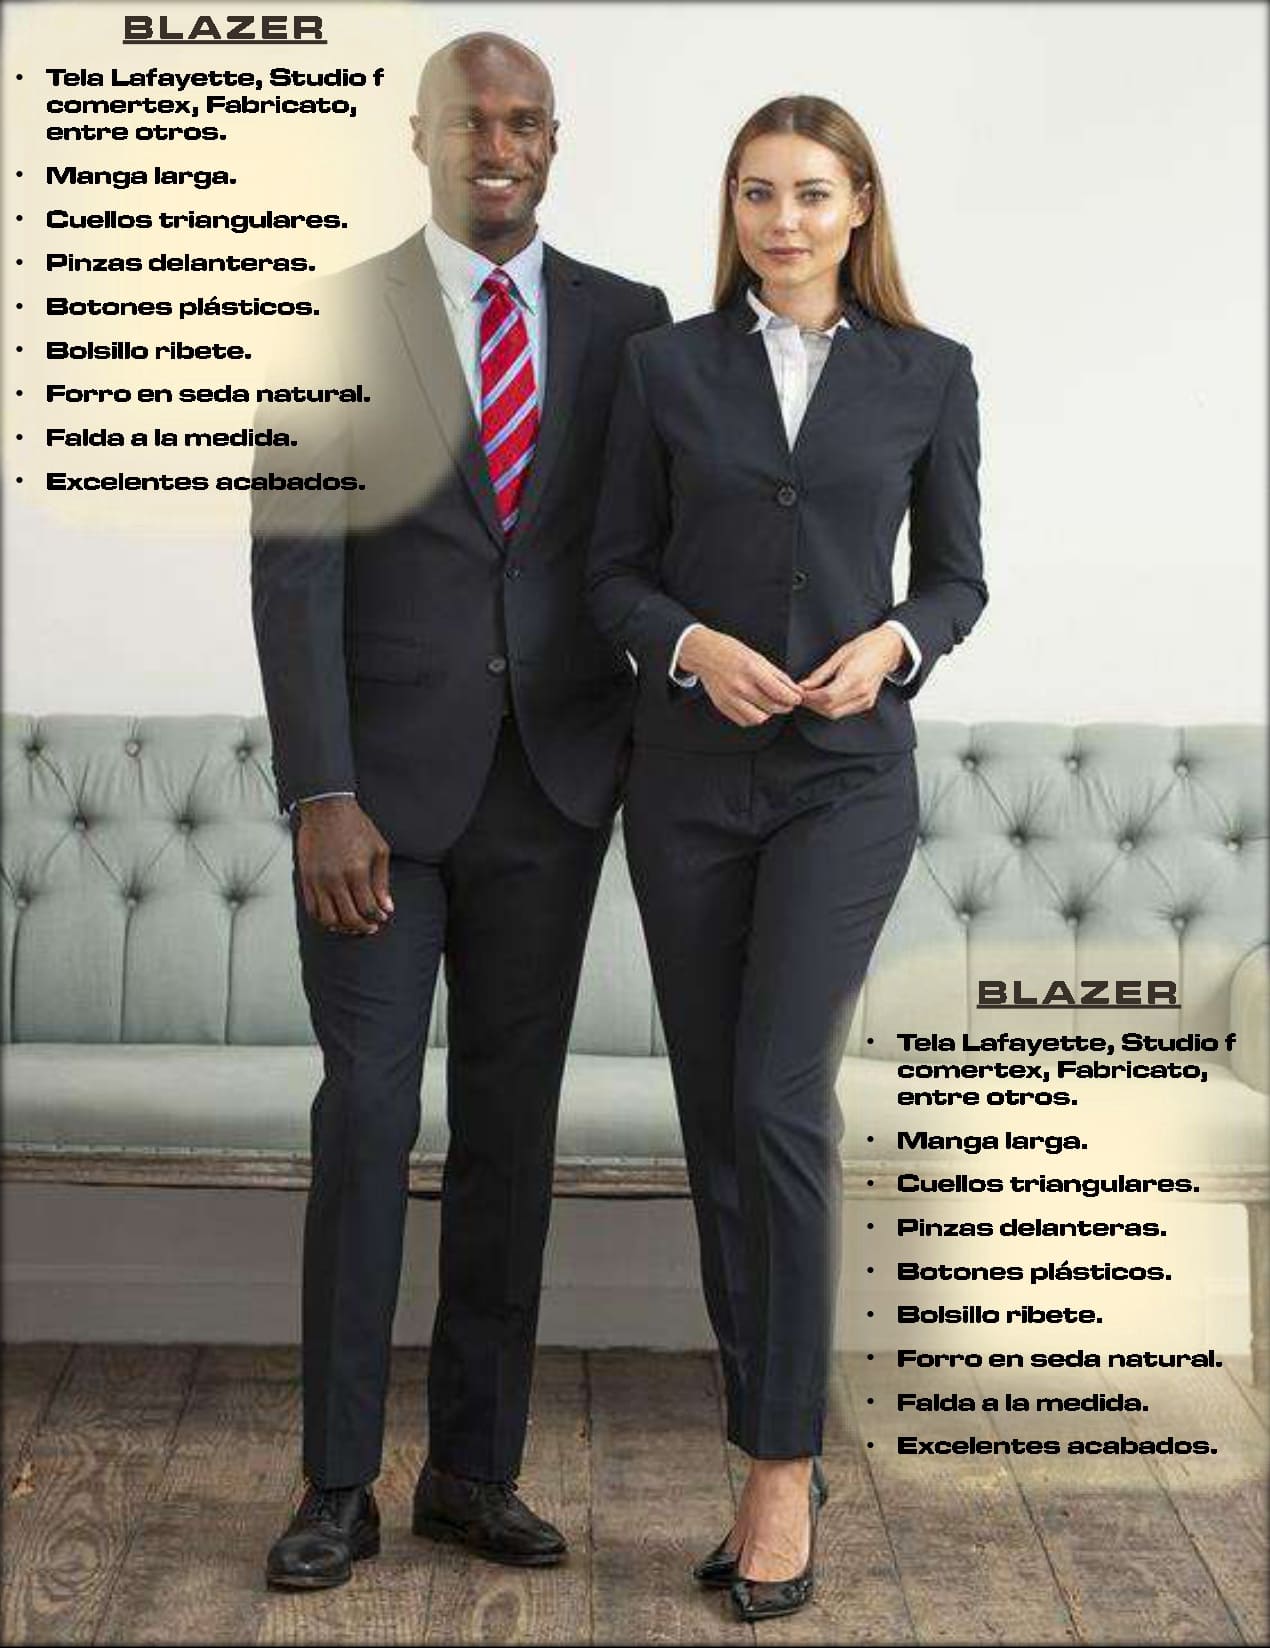 BLAZER
• Tela Lafayette, Studio f
comertex, Fabricato,
entre otros.
• Manga larga.
• Cuellos triangulares.
• Pinzas delanteras.
• Botones plásticos.
• Bolsillo ribete.
• Forro en seda natural.
• Falda a la medida.
• Excelentes acabados.
BLAZER
• Tela Lafayette, Studio f
comertex, Fabricato,
entre otros.
• Manga larga.
• Cuellos triangulares.
• Pinzas delanteras.
• Botones plásticos.
• Bolsillo ribete.
• Forro en seda natural.
• Falda a la medida.
• Excelentes acabados.